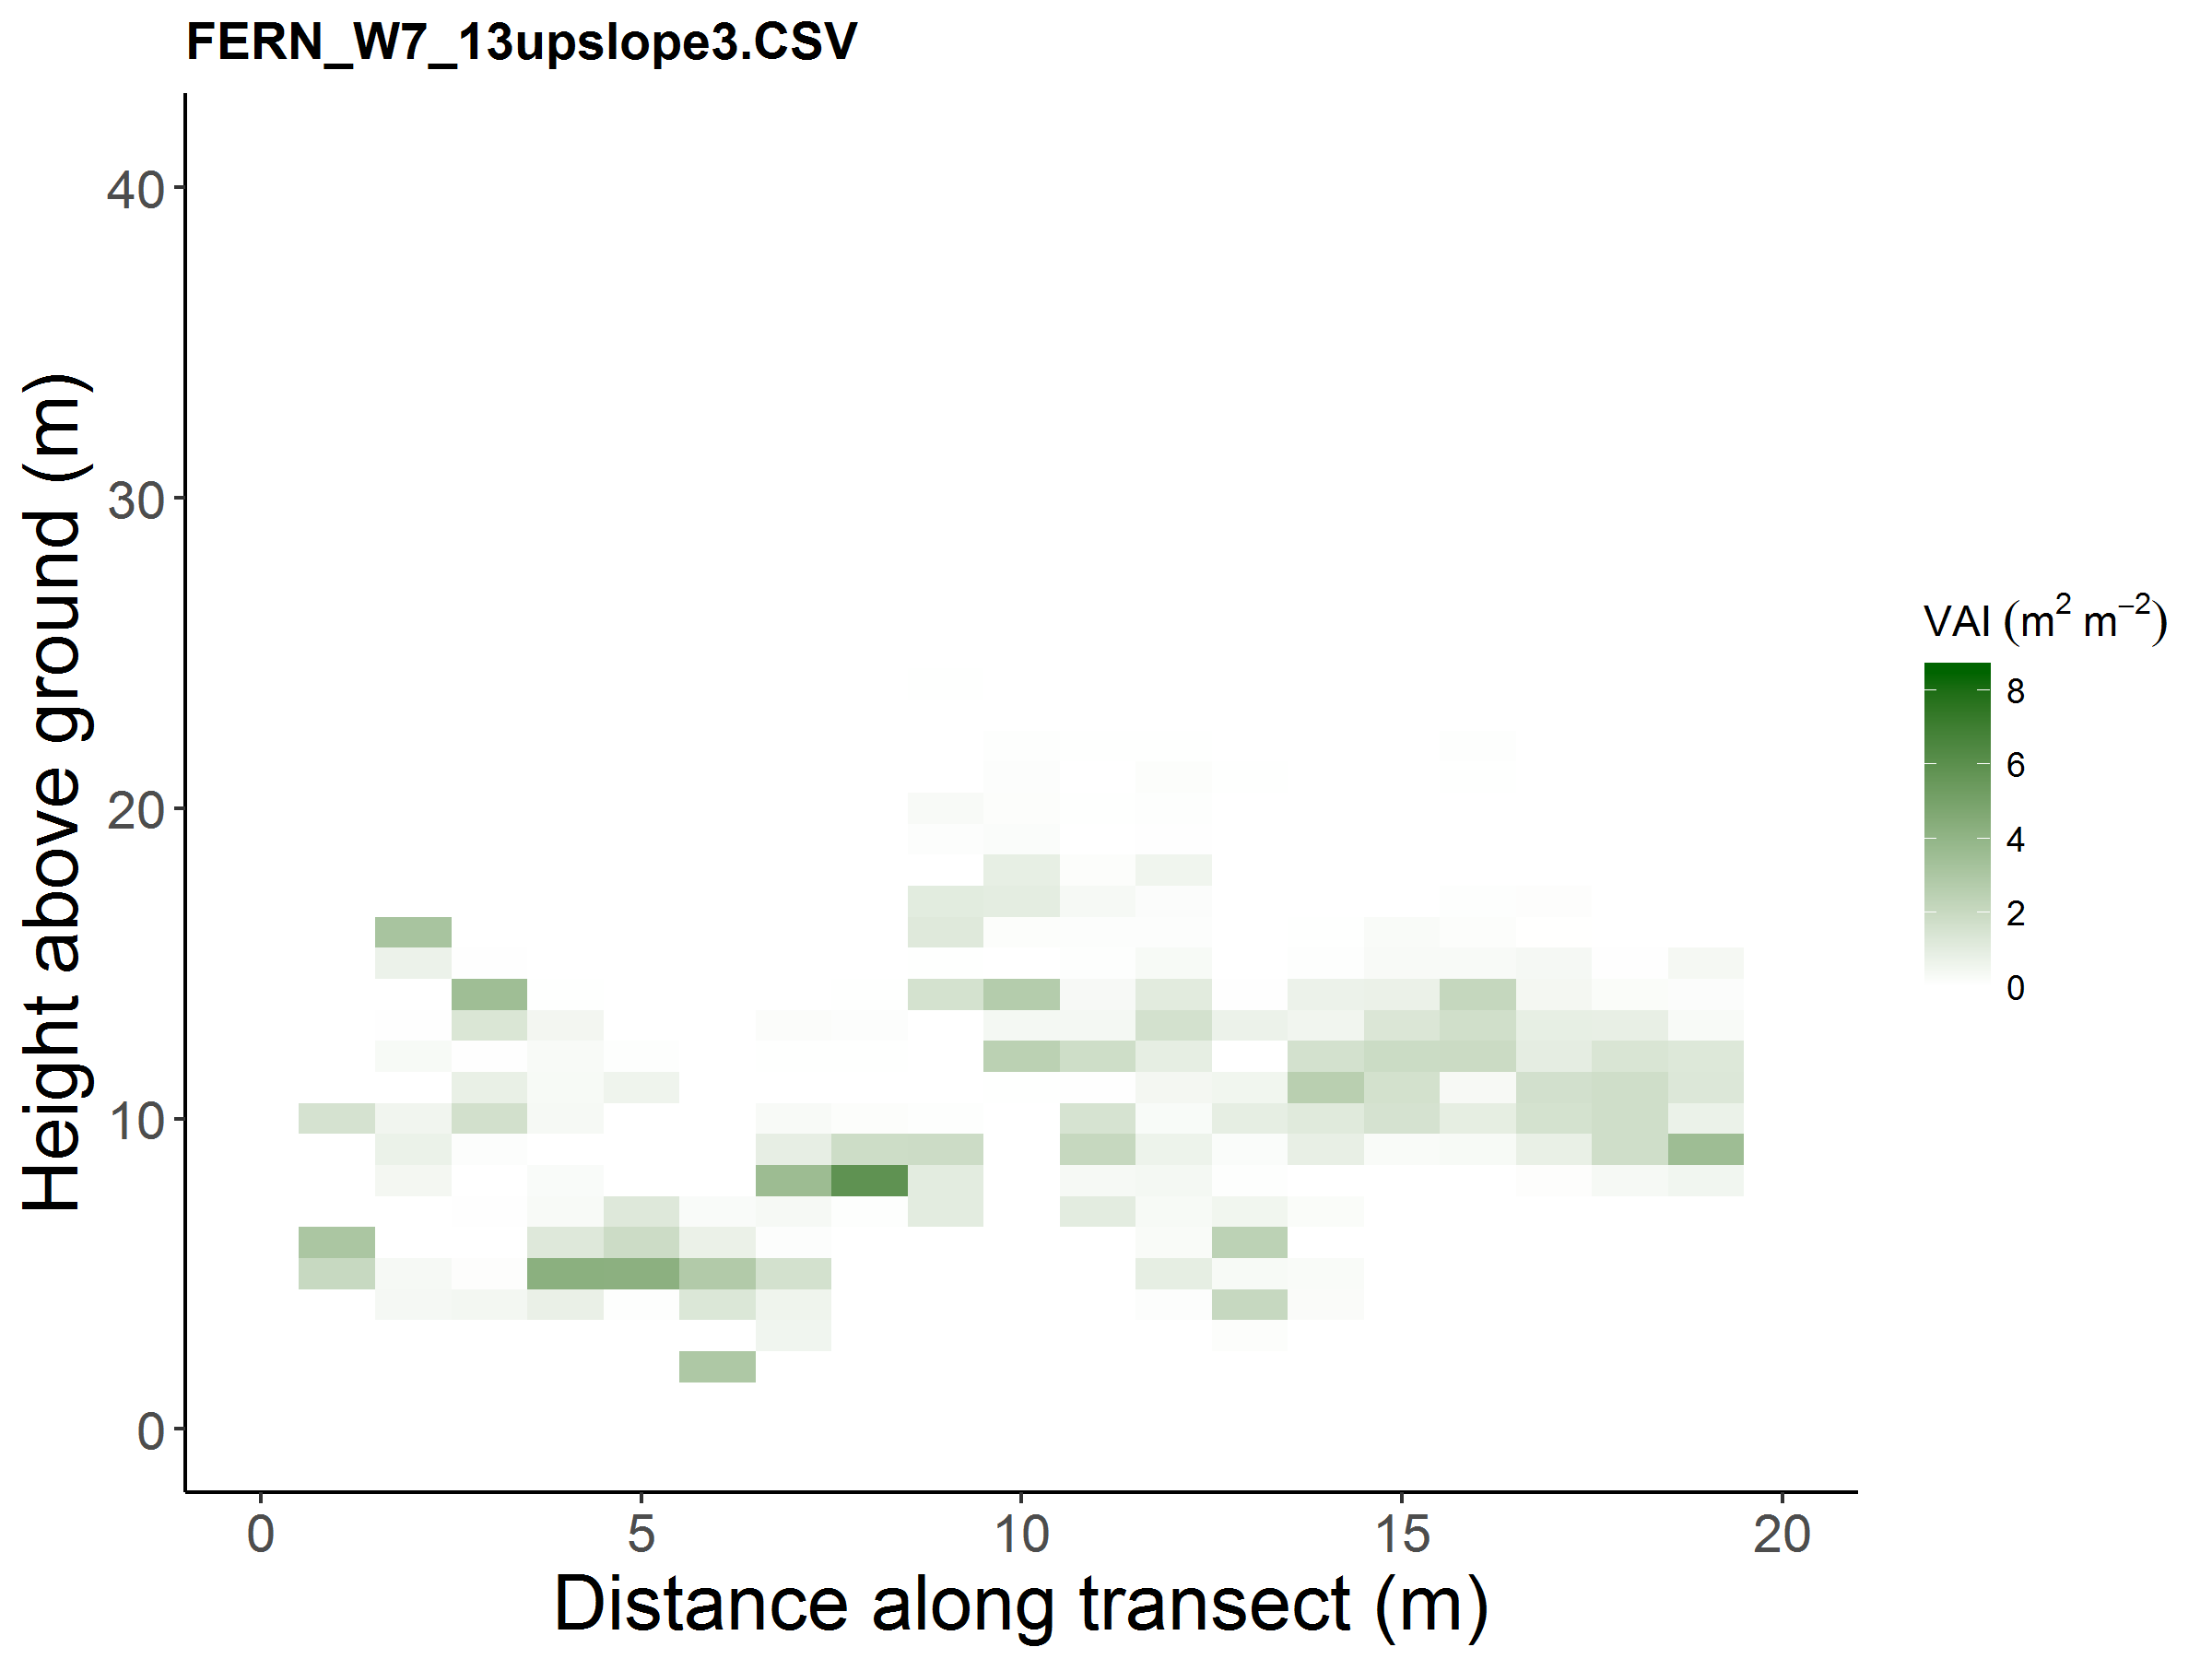 FERN_W7_13upslope3.CSV
Height above ground (m)
40
30
20
10
0
0 5 10 15 20
Distance along transect (m)
VAI (m² m⁻²)
8
6
4
2
0